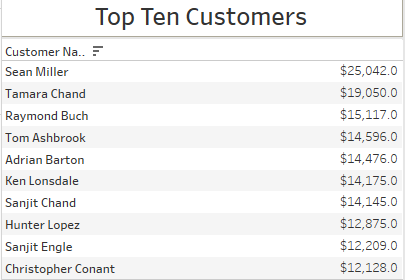 Top Ten Customers
Customer Na..
Sean Miller $25,042.0
Tamara Chand $19,050.0
Raymond Buch $15,117.0
Tom Ashbrook $14,596.0
Adrian Barton $14,476.0
Ken Lonsdale $14,175.0
Sanjit Chand $14,145.0
Hunter Lopez $12,875.0
Sanjit Engle $12,209.0
Christopher Conant $12,128.0